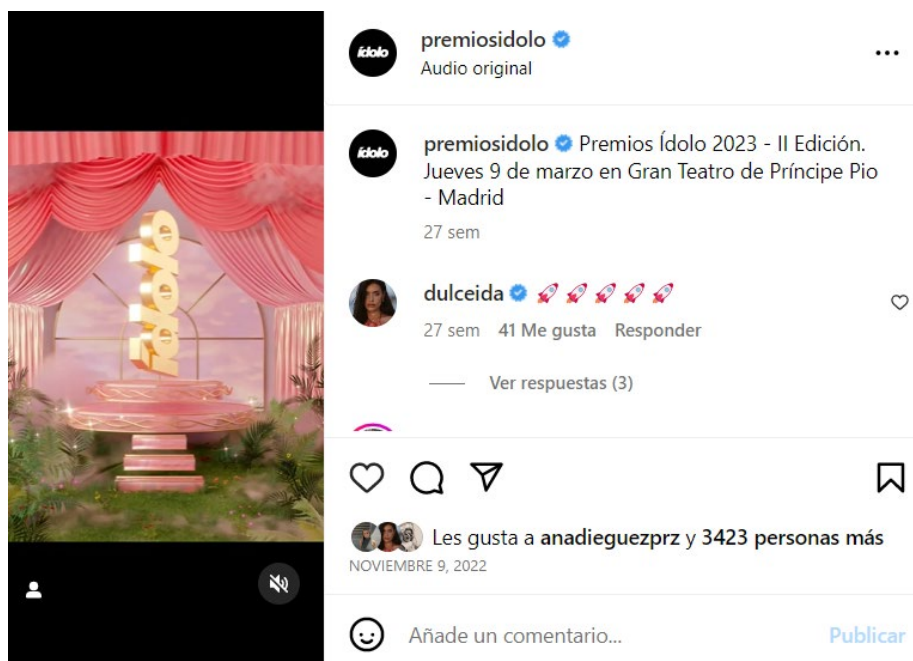 premiosidolo
Audio original
ídolo
ídolo
premiosidolo Premios Ídolo 2023 - II Edición.
Jueves 9 de marzo en Gran Teatro de Príncipe Pio
- Madrid
27 sem
ídolo
dulceida 🚀 🚀 🚀 🚀 🚀
27 sem 41 Me gusta Responder
Ver respuestas (3)
Les gusta a anadieguezprz y 3423 personas más
NOVIEMBRE 9, 2022
Añade un comentario... Publicar